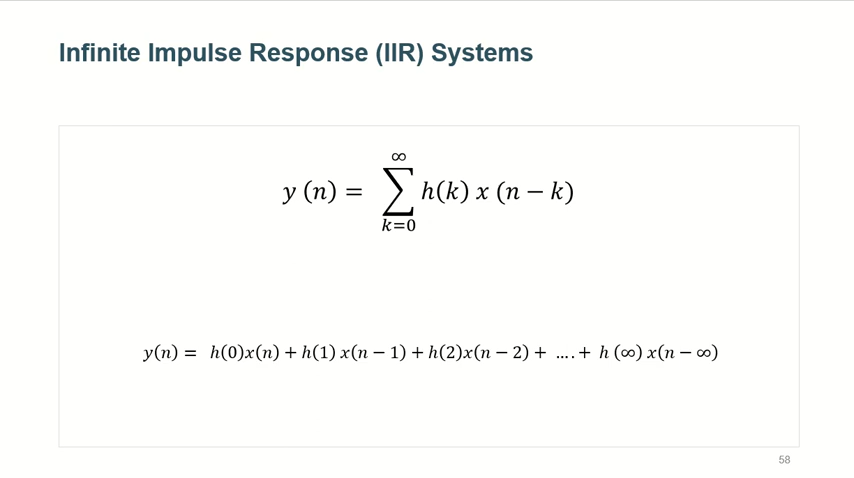 Infinite Impulse Response (IIR) Systems
y (n) = ∑_{k=0}^{∞} h(k) x (n − k)
y(n) = h(0)x(n) + h(1) x(n − 1) + h(2)x(n − 2) + .... + h (∞) x(n − ∞)
58